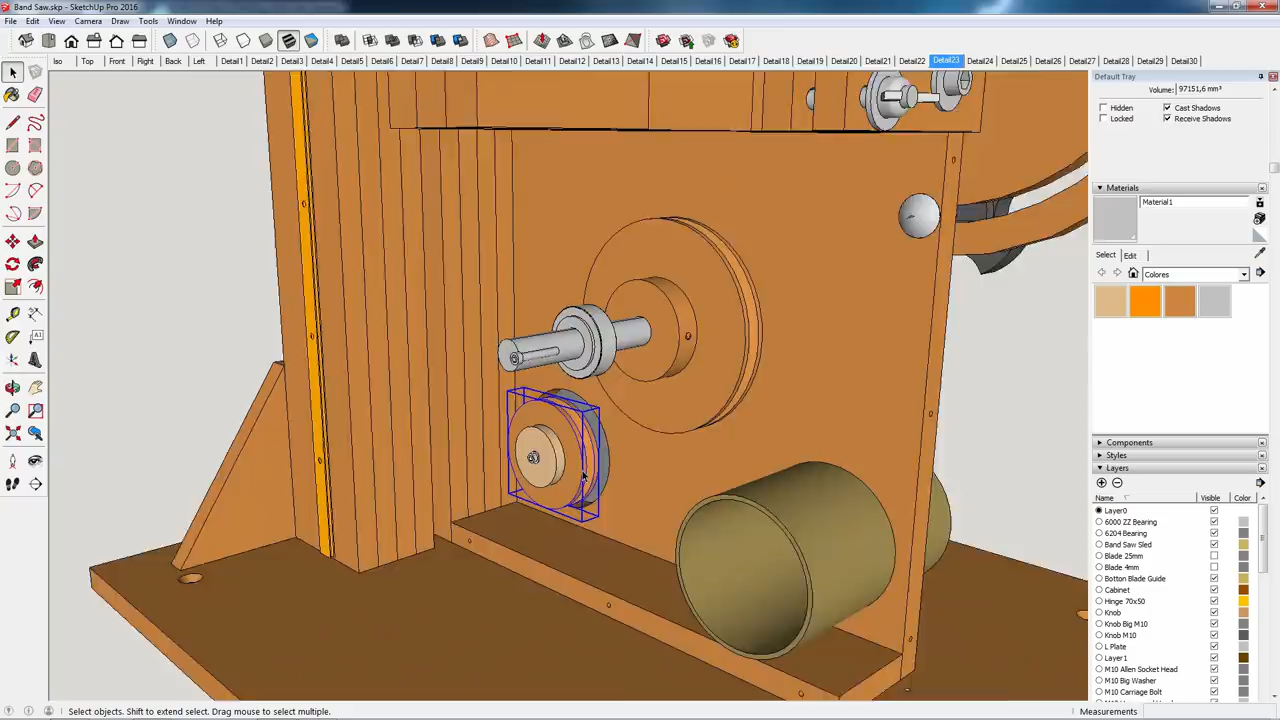 Band Saw.skp - SketchUp Pro 2016
File Edit View Camera Draw Tools Window Help
Iso Top Front Right Back Left Detail1 Detail2 Detail3 Detail4 Detail5 Detail6 Detail7 Detail8 Detail9 Detail10 Detail11 Detail12 Detail13 Detail14 Detail15 Detail16 Detail17 Detail18 Detail19 Detail20 Detail21 Detail22 Detail23 Detail24 Detail25 Detail26 Detail27 Detail28 Detail29 Detail30
Default Tray
Volume: 97151,6 mm³
Hidden Cast Shadows
Locked Receive Shadows
Materials
Material1
Select Edit
Colores
Components
Styles
Layers
Name Visible Color
Layer0
6000 ZZ Bearing
6204 Bearing
Band Saw Sled
Blade 25mm
Blade 4mm
Botton Blade Guide
Cabinet
Hinge 70x50
Knob
Knob Big M10
Knob M10
L Plate
Layer1
M10 Allen Socket Head
M10 Big Washer
M10 Carriage Bolt
Select objects. Shift to extend select. Drag mouse to select multiple.
Measurements